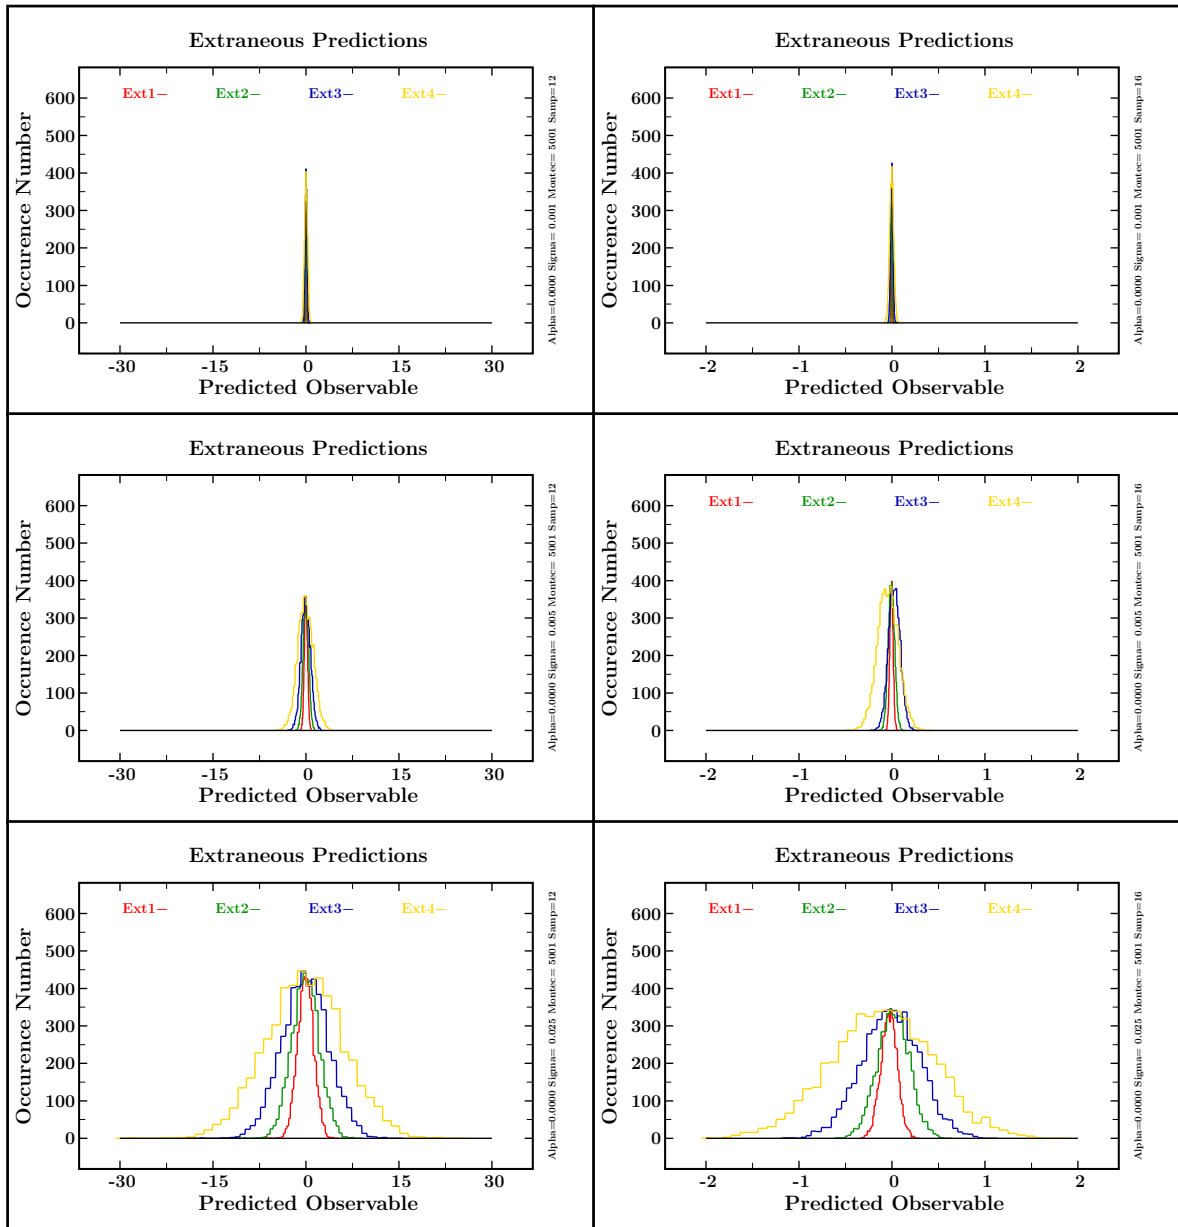 Extraneous Predictions
Ext1– Ext2– Ext3– Ext4–
600
500
400
300
200
100
0
Occurence Number
-30 -15 0 15 30
Predicted Observable
Alpha=0.0000 Sigma= 0.001 Montec= 5001 Samp=12
Extraneous Predictions
Ext1– Ext2– Ext3– Ext4–
600
500
400
300
200
100
0
Occurence Number
-2 -1 0 1 2
Predicted Observable
Alpha=0.0000 Sigma= 0.001 Montec= 5001 Samp=16
Extraneous Predictions
600
500
400
300
200
100
0
Occurence Number
-30 -15 0 15 30
Predicted Observable
Alpha=0.0000 Sigma= 0.005 Montec= 5001 Samp=12
Extraneous Predictions
Ext1– Ext2– Ext3– Ext4–
600
500
400
300
200
100
0
Occurence Number
-2 -1 0 1 2
Predicted Observable
Alpha=0.0000 Sigma= 0.005 Montec= 5001 Samp=16
Extraneous Predictions
Ext1– Ext2– Ext3– Ext4–
600
500
400
300
200
100
0
Occurence Number
-30 -15 0 15 30
Predicted Observable
Alpha=0.0000 Sigma= 0.025 Montec= 5001 Samp=12
Extraneous Predictions
Ext1– Ext2– Ext3– Ext4–
600
500
400
300
200
100
0
Occurence Number
-2 -1 0 1 2
Predicted Observable
Alpha=0.0000 Sigma= 0.025 Montec= 5001 Samp=16